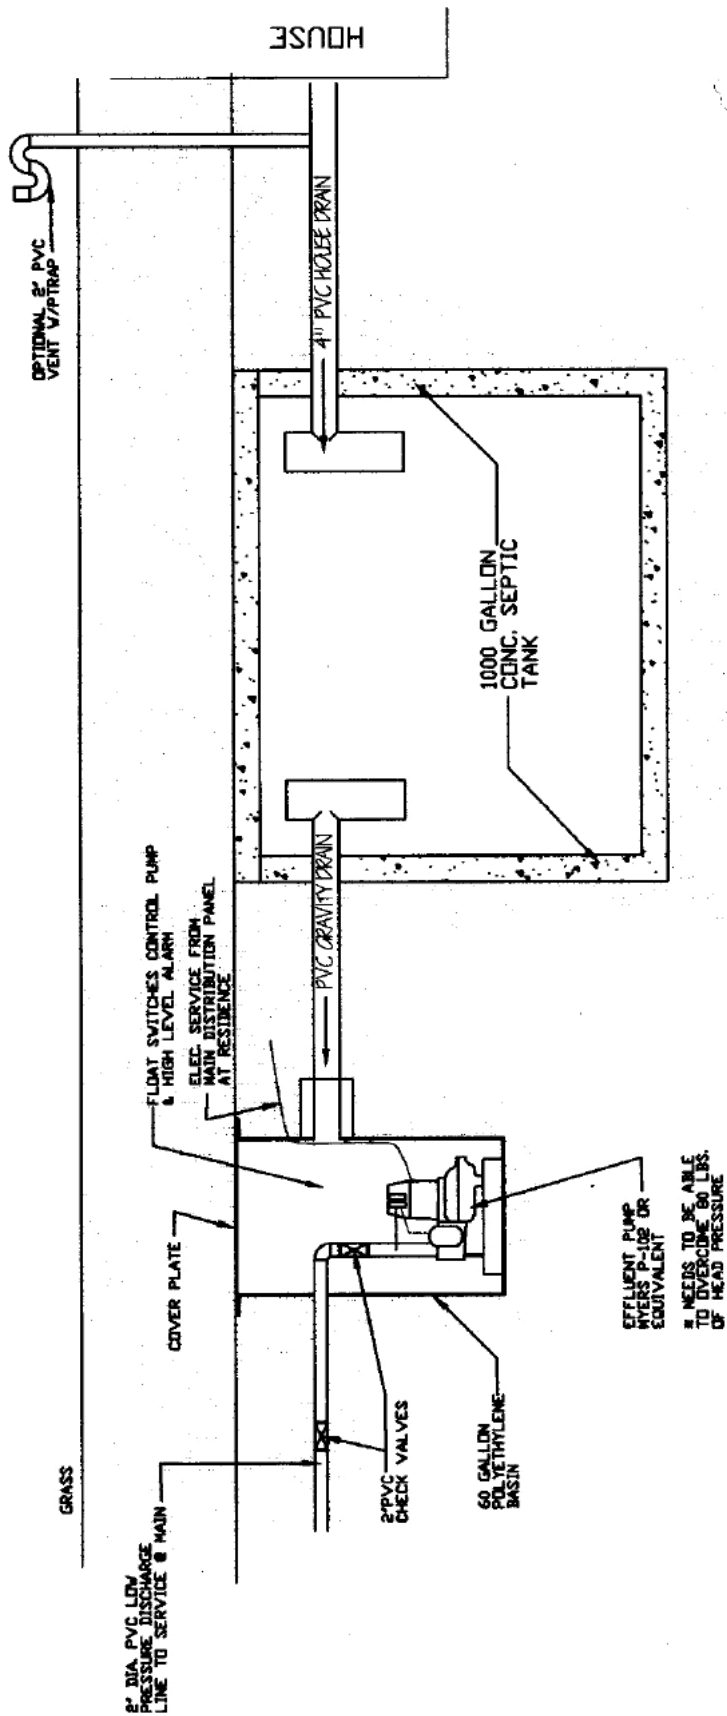 HOUSE
OPTIONAL 2" PVC
VENT W/PTRAP
4" PVC HOUSE DRAIN
1000 GALLON
CONC. SEPTIC
TANK
PVC GRAVITY DRAIN
FLOAT SWITCHES CONTROL PUMP
& HIGH LEVEL ALARM
ELEC. SERVICE FROM
MAIN DISTRIBUTION PANEL
AT RESIDENCE
COVER PLATE
EFFLUENT PUMP
MYERS P-102 OR
EQUIVALENT
* NEEDS TO BE ABLE
TO OVERCOME 80 LBS.
OF HEAD PRESSURE
60 GALLON
POLYETHYLENE
BASIN
2"PVC
CHECK VALVES
GRASS
2" DIA. PVC LOW
PRESSURE DISCHARGE
LINE TO SERVICE @ MAIN